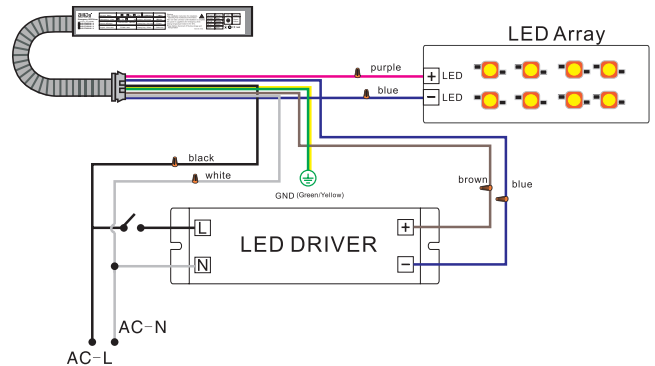 LED Array
purple
+ LED
blue
− LED
black
white
GND (Green/Yellow)
brown
blue
L
LED DRIVER
+
N
−
AC-N
AC-L